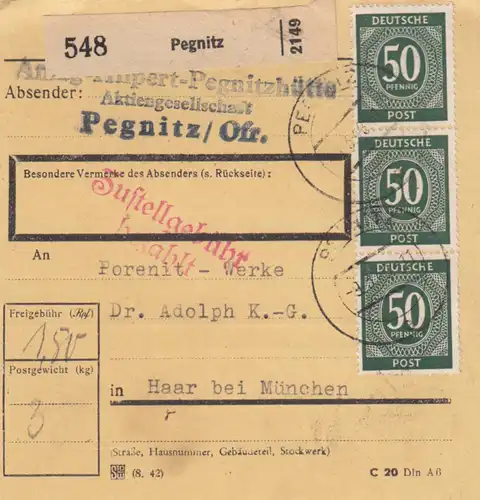 548 Pegnitz 2149
Absender:
Amag-Hilpert-Pegnitzhütte
Aktiengesellschaft
Pegnitz/Ofr.
Besondere Vermerke des Absenders (s. Rückseite):
Zustellgebühr
bezahlt
An
Porenit - Werke
Dr. Adolph K.-G.
Freigebühr (Rℳ)
1,50
Postgewicht (kg)
3
in Haar bei München
(Straße, Hausnummer, Gebäudeteil, Stockwerk)
(8. 42)
C 20 Din A 6
DEUTSCHE
50
PFENNIG
POST
DEUTSCHE
50
PFENNIG
POST
50
PFENNIG
POST